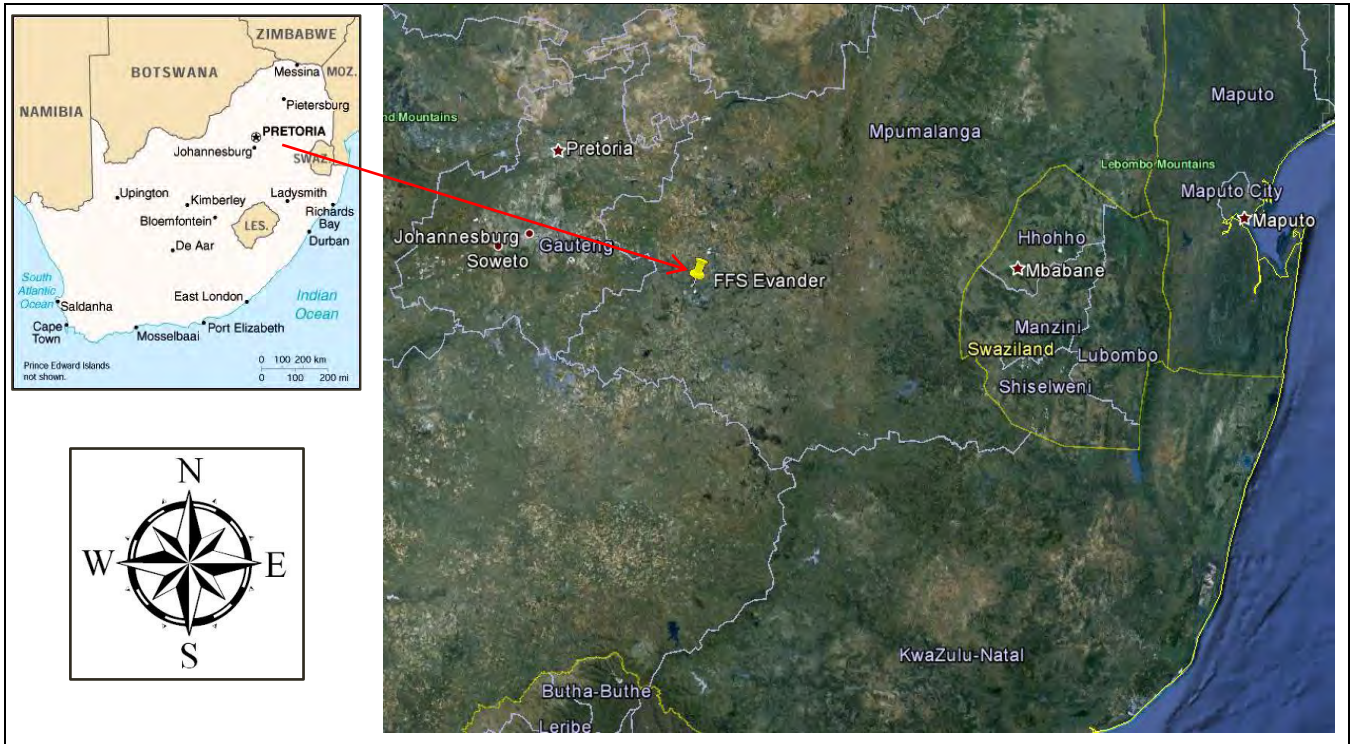 ZIMBABWE
BOTSWANA
Messina
MOZ.
NAMIBIA
Pietersburg
PRETORIA
Johannesburg
SWAZ.
Upington
Kimberley
Ladysmith
Bloemfontein
LES.
Richards
Bay
Durban
De Aar
South
Atlantic
Ocean
Saldanha
East London
Indian
Ocean
Cape
Town
Mosselbaai
Port Elizabeth
Prince Edward Islands
not shown.
0 100 200 km
0 100 200 mi
N
W
E
S
nd Mountains
Pretoria
Mpumalanga
Maputo
Lebombo Mountains
Maputo City
Maputo
Johannesburg
Gauteng
Soweto
FFS Evander
Hhohho
Mbabane
Manzini
Swaziland
Lubombo
Shiselweni
KwaZulu-Natal
Butha-Buthe
Leribe